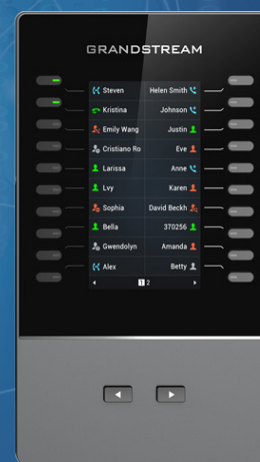 GRANDSTREAM
Steven Helen Smith
Kristina Johnson
Emily Wang Justin
Cristiano Ro Eve
Larissa Anne
Lvy Karen
Sophia David Beckh
Bella 370256
Gwendolyn Amanda
Alex Betty
1 2